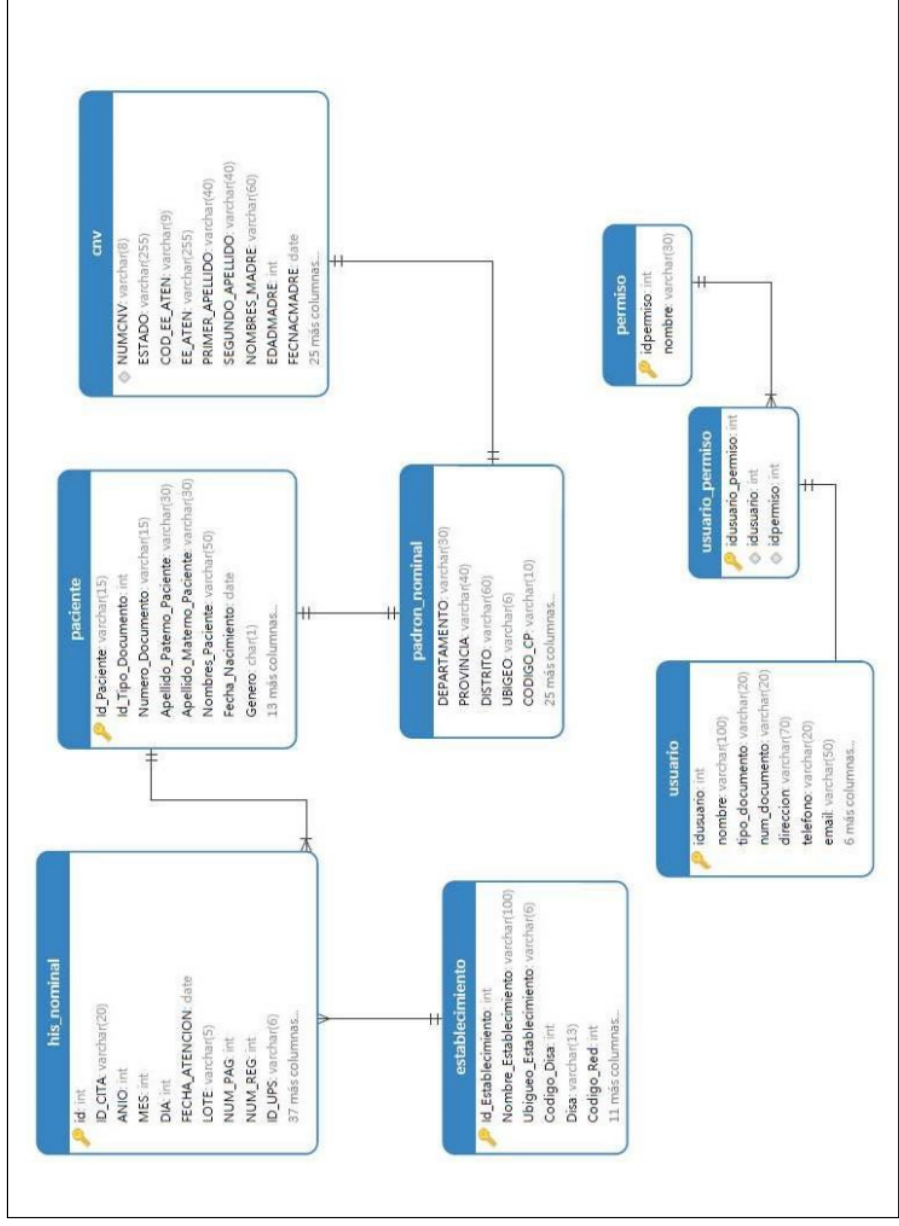 his_nominal
id: int
ID_CITA: varchar(20)
ANIO: int
MES: int
DIA: int
FECHA_ATENCION: date
LOTE: varchar(5)
NUM_PAG: int
NUM_REG: int
ID_UPS: varchar(6)
37 más columnas...
paciente
Id_Paciente: varchar(15)
Id_Tipo_Documento: int
Numero_Documento: varchar(15)
Apellido_Paterno_Paciente: varchar(30)
Apellido_Materno_Paciente: varchar(30)
Nombres_Paciente: varchar(50)
Fecha_Nacimiento: date
Genero: char(1)
13 más columnas...
cnv
NUMCNV: varchar(8)
ESTADO: varchar(255)
COD_EE_ATEN: varchar(9)
EE_ATEN: varchar(255)
PRIMER_APELLIDO: varchar(40)
SEGUNDO_APELLIDO: varchar(40)
NOMBRES_MADRE: varchar(60)
EDADMADRE: int
FECNACMADRE: date
25 más columnas...
establecimiento
Id_Establecimiento: int
Nombre_Establecimiento: varchar(100)
Ubigueo_Establecimiento: varchar(6)
Codigo_Disa: int
Disa: varchar(13)
Codigo_Red: int
11 más columnas...
padron_nominal
DEPARTAMENTO: varchar(30)
PROVINCIA: varchar(40)
DISTRITO: varchar(60)
UBIGEO: varchar(6)
CODIGO_CP: varchar(10)
25 más columnas...
usuario
idusuario: int
nombre: varchar(100)
tipo_documento: varchar(20)
num_documento: varchar(20)
direccion: varchar(70)
telefono: varchar(20)
email: varchar(50)
6 más columnas...
usuario_permiso
idusuario_permiso: int
idusuario: int
idpermiso: int
permiso
idpermiso: int
nombre: varchar(30)